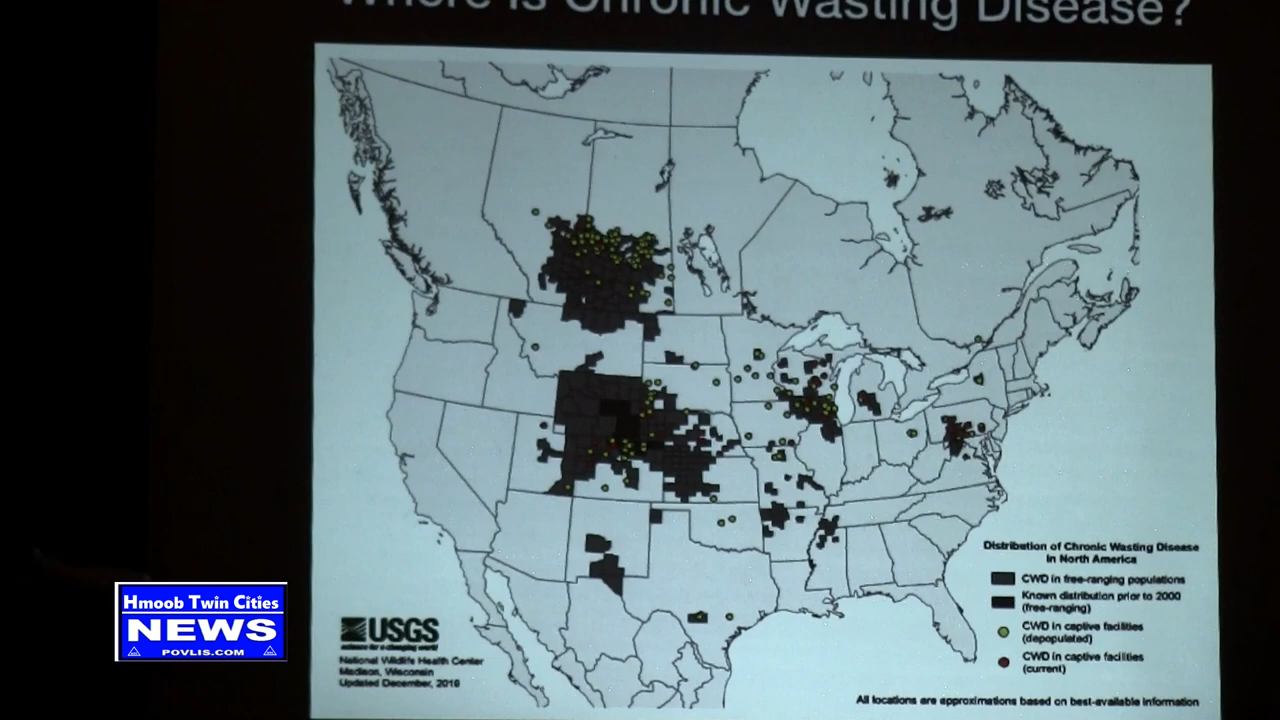 Where is Chronic Wasting Disease?
Distribution of Chronic Wasting Disease
in North America
CWD in free-ranging populations
Known distribution prior to 2000
(free-ranging)
CWD in captive facilities
(depopulated)
CWD in captive facilities
(current)
USGS
science for a changing world
National Wildlife Health Center
Madison, Wisconsin
Updated December, 2019
All locations are approximations based on best-available information
Hmoob Twin Cities
NEWS
POVLIS.COM